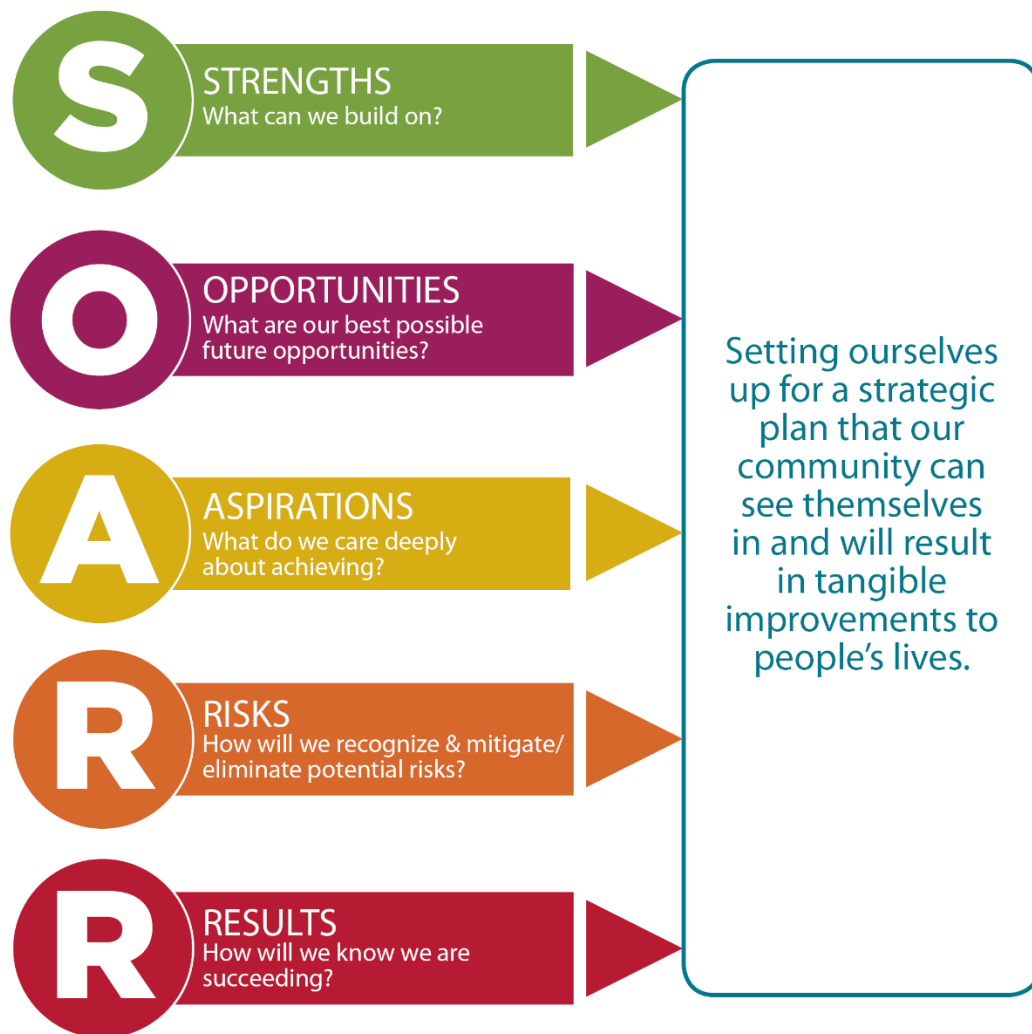 S
STRENGTHS
What can we build on?
O
OPPORTUNITIES
What are our best possible
future opportunities?
A
ASPIRATIONS
What do we care deeply
about achieving?
R
RISKS
How will we recognize & mitigate/
eliminate potential risks?
R
RESULTS
How will we know we are
succeeding?
Setting ourselves
up for a strategic
plan that our
community can
see themselves
in and will result
in tangible
improvements to
people’s lives.